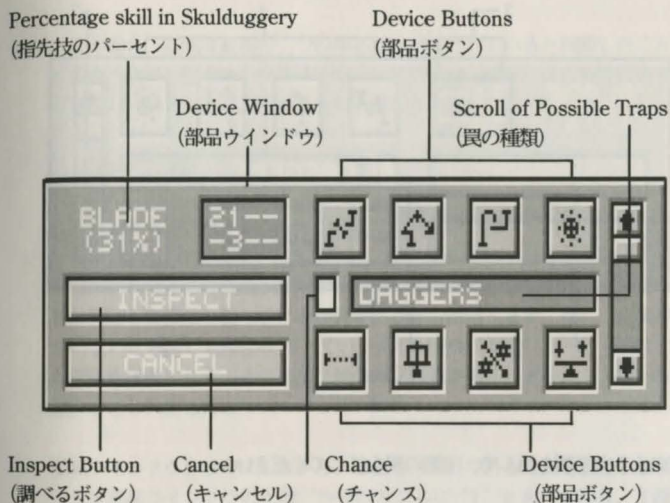 Percentage skill in Skulduggery
(指先技のパーセント)
Device Buttons
(部品ボタン)
Device Window
(部品ウインドウ)
Scroll of Possible Traps
(罠の種類)
BLADE
(31%)
21--
-3--
INSPECT
DAGGERS
CANCEL
Inspect Button
(調べるボタン)
Cancel
(キャンセル)
Chance
(チャンス)
Device Buttons
(部品ボタン)